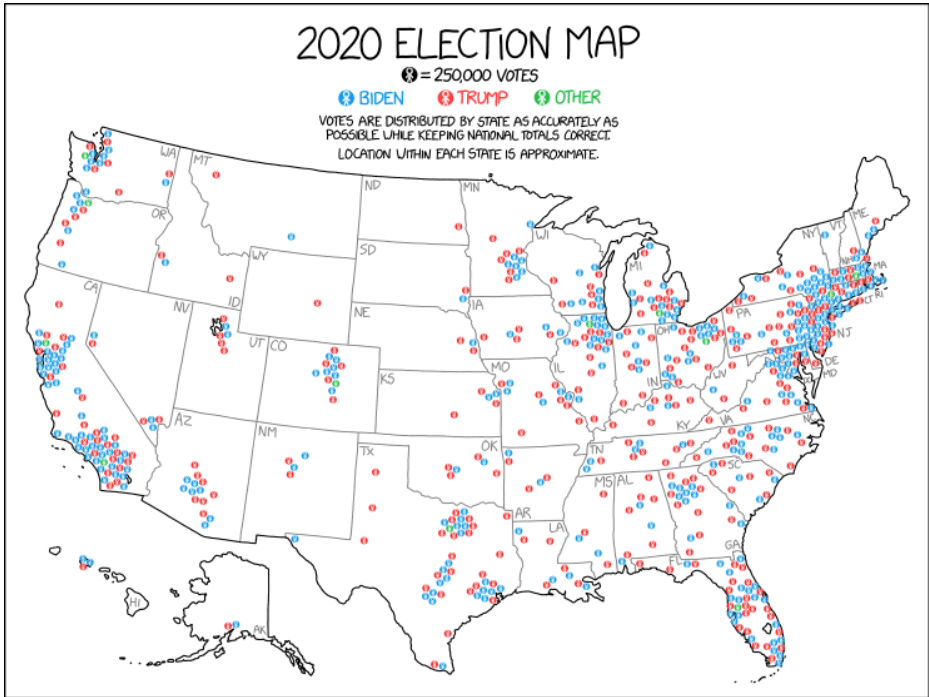 2020 ELECTION MAP
= 250,000 VOTES
BIDEN TRUMP OTHER
VOTES ARE DISTRIBUTED BY STATE AS ACCURATELY AS
POSSIBLE WHILE KEEPING NATIONAL TOTALS CORRECT.
LOCATION WITHIN EACH STATE IS APPROXIMATE.
WA
MT
ND
MN
OR
WI
MI
NY
VT
ME
NH
MA
CT
RI
SD
WY
ID
CA
NV
NE
IA
PA
NJ
OH
UT
CO
IL
IN
WV
DE
MD
KS
MO
KY
VA
NC
AZ
NM
TX
OK
TN
SC
MS
AL
AR
LA
GA
FL
HI
AK